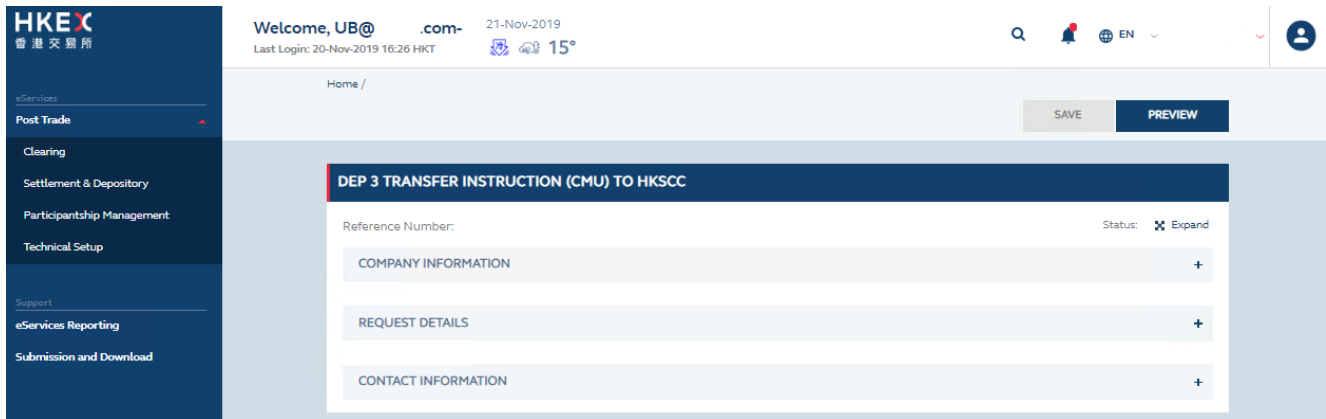 HKEX
香港交易所
Welcome, UB@ .com-
Last Login: 20-Nov-2019 16:26 HKT
21-Nov-2019
15°
EN
eServices
Post Trade
Clearing
Settlement & Depository
Participantship Management
Technical Setup
Support
eServices Reporting
Submission and Download
Home /
SAVE
PREVIEW
DEP 3 TRANSFER INSTRUCTION (CMU) TO HKSCC
Reference Number:
Status:
Expand
COMPANY INFORMATION
+
REQUEST DETAILS
+
CONTACT INFORMATION
+